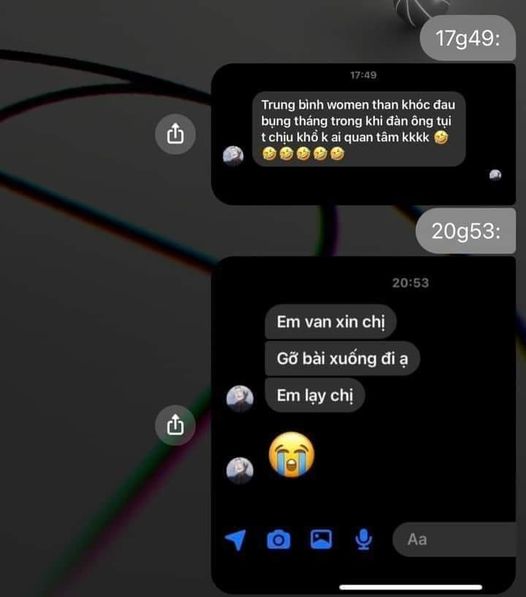 17g49:
17:49
Trung bình women than khóc đau
bụng tháng trong khi đàn ông tụi
t chịu khổ k ai quan tâm kkkk 🤣
🤣🤣🤣🤣🤣
20g53:
20:53
Em van xin chị
Gỡ bài xuống đi ạ
Em lạy chị
😭
Aa